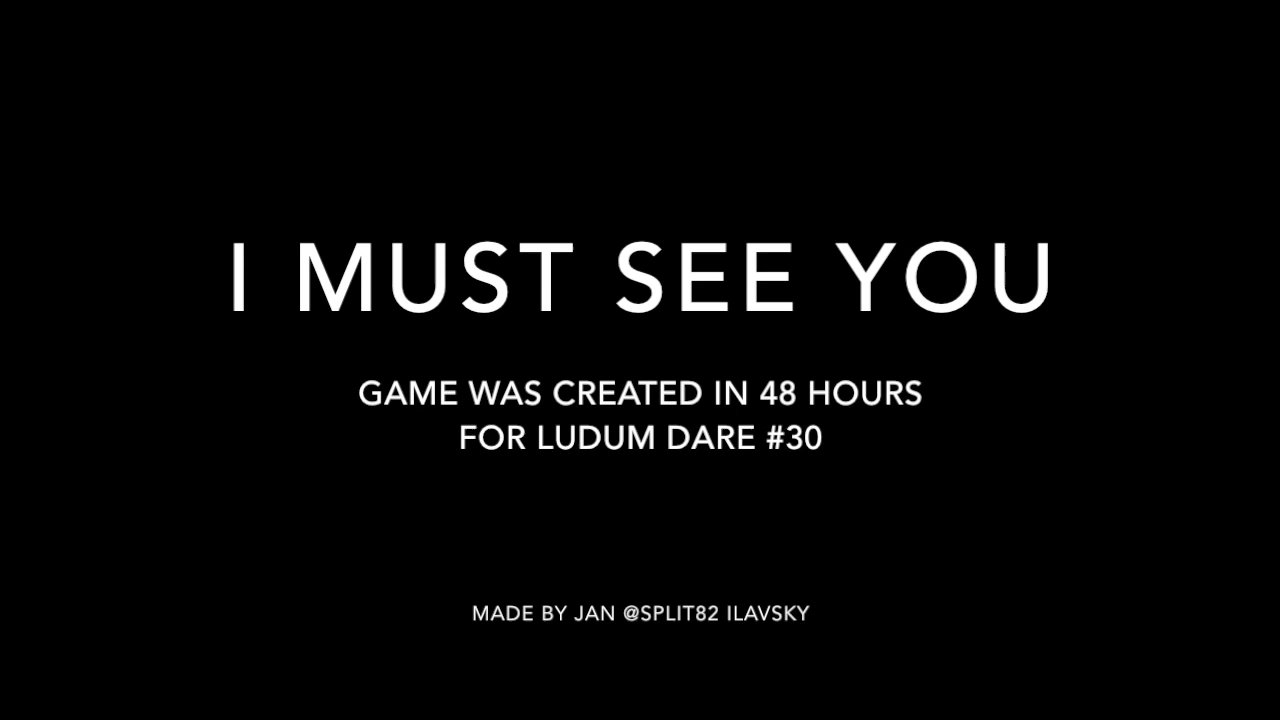 I MUST SEE YOU
GAME WAS CREATED IN 48 HOURS
FOR LUDUM DARE #30
MADE BY JAN @SPLIT82 ILAVSKY